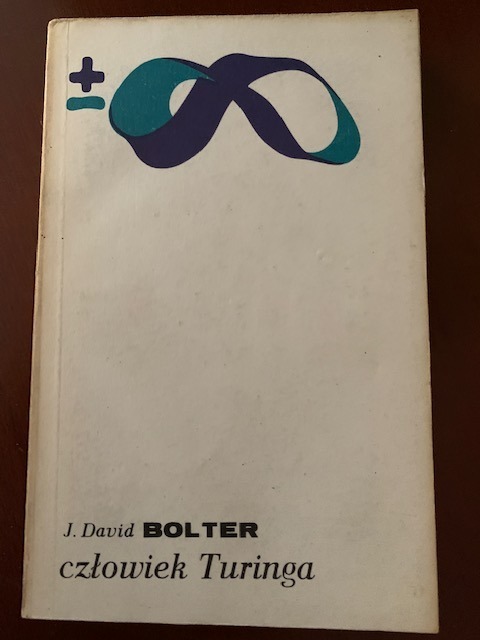 ±
J. David BOLTER
człowiek Turinga